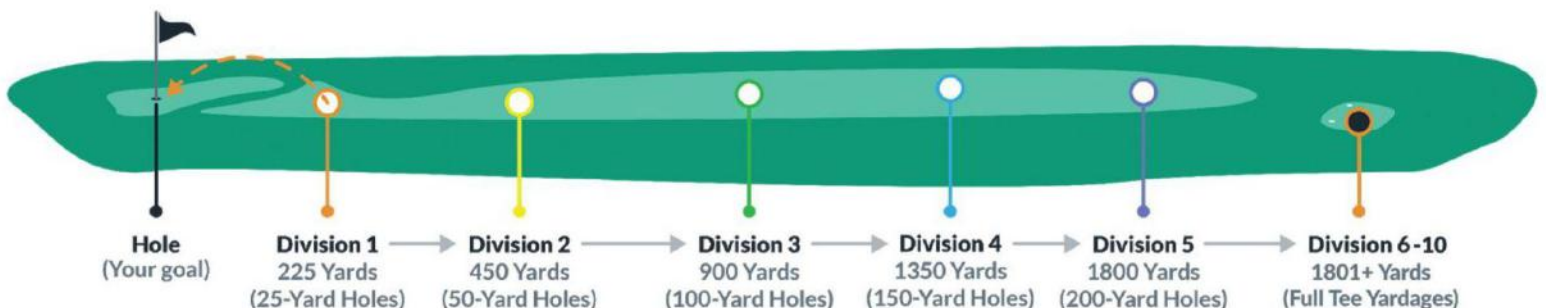 Hole
(Your goal)
Division 1
225 Yards
(25-Yard Holes)
Division 2
450 Yards
(50-Yard Holes)
Division 3
900 Yards
(100-Yard Holes)
Division 4
1350 Yards
(150-Yard Holes)
Division 5
1800 Yards
(200-Yard Holes)
Division 6-10
1801+ Yards
(Full Tee Yardages)